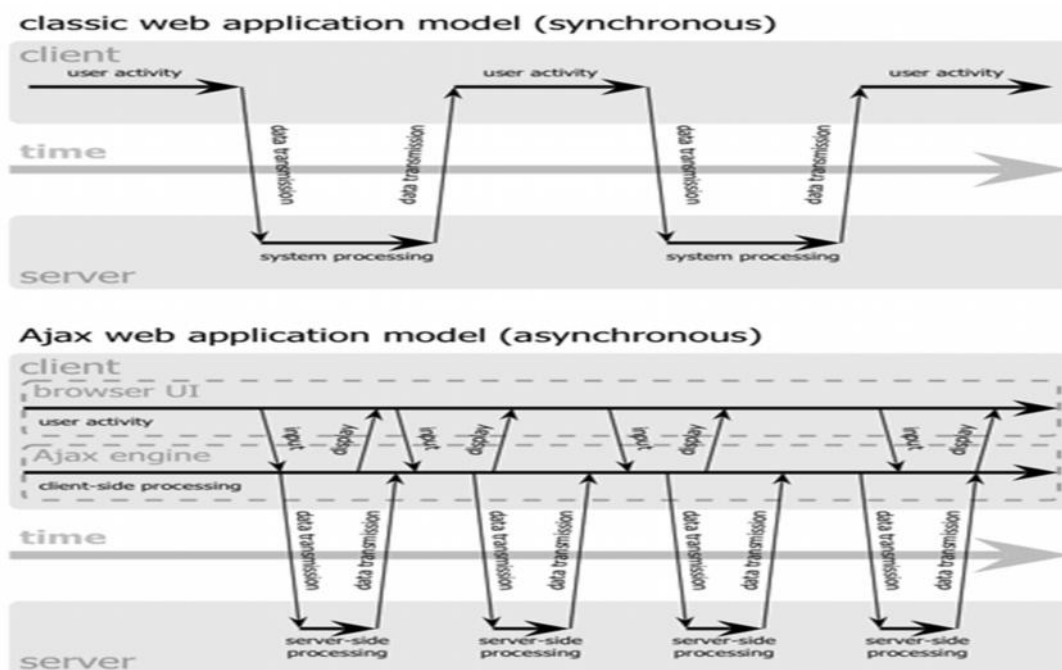 classic web application model (synchronous)
client
user activity
user activity
user activity
data transmission
data transmission
data transmission
data transmission
time
system processing
system processing
server
Ajax web application model (asynchronous)
client
browser UI
user activity
input
display
input
display
input
display
input
display
Ajax engine
client-side processing
data transmission
data transmission
data transmission
data transmission
data transmission
data transmission
data transmission
data transmission
time
server-side
processing
server-side
processing
server-side
processing
server-side
processing
server